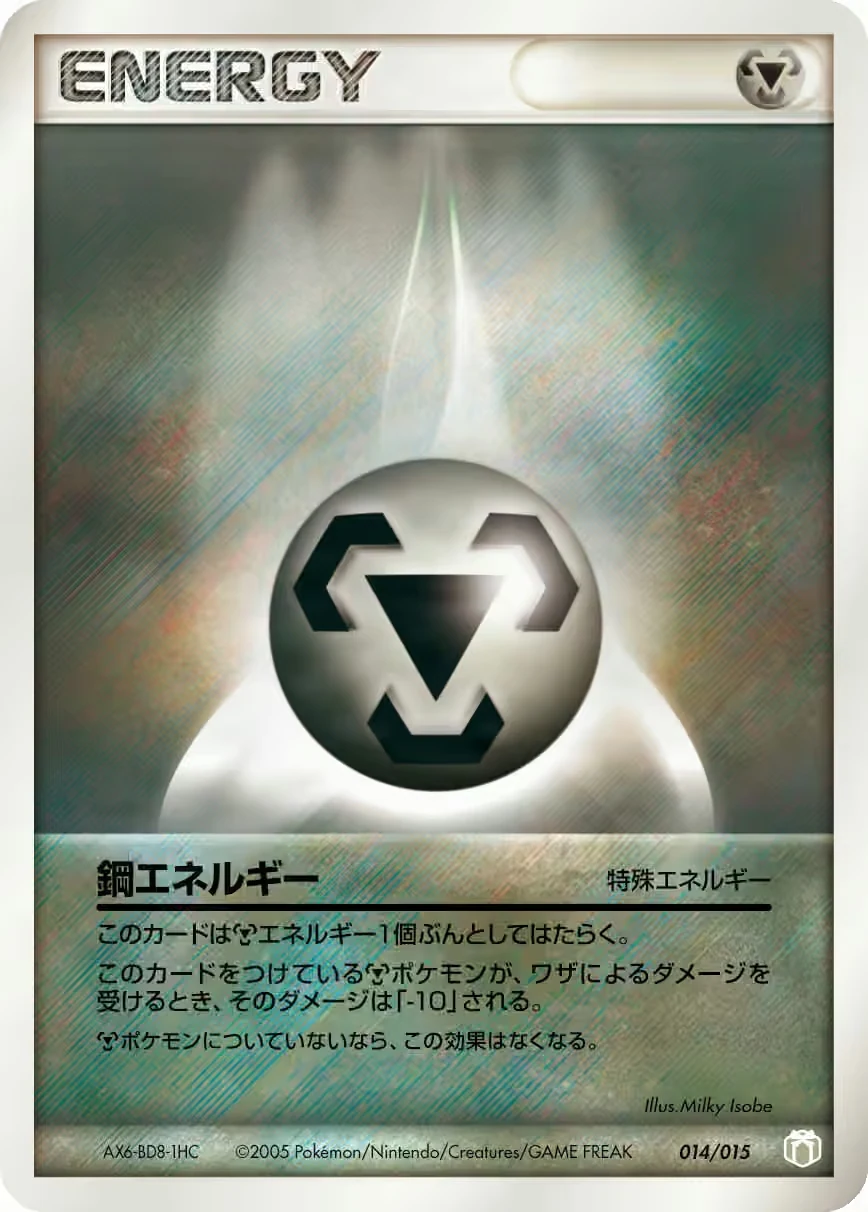 ENERGY
鋼エネルギー
特殊エネルギー
このカードはエネルギー1個ぶんとしてはたらく。
このカードをつけているポケモンが、ワザによるダメージを
受けるとき、そのダメージは「-10」される。
ポケモンについていないなら、この効果はなくなる。
Illus.Milky Isobe
AX6-BD8-1HC ©2005 Pokémon/Nintendo/Creatures/GAME FREAK 014/015